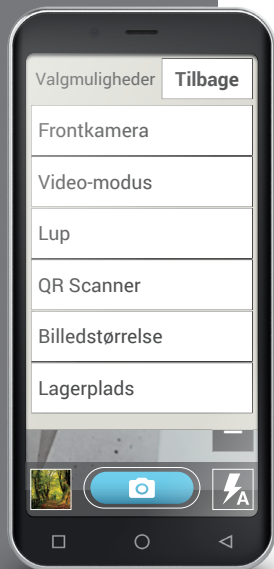 Valgmuligheder Tilbage
Frontkamera
Video-modus
Lup
QR Scanner
Billedstørrelse
Lagerplads
A